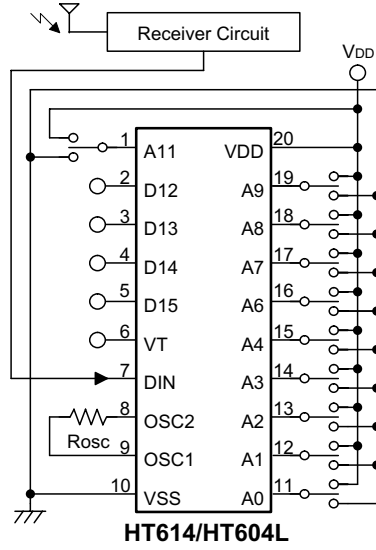 Receiver Circuit
VDD
1 A11 VDD 20
2 D12 A9 19
3 D13 A8 18
4 D14 A7 17
5 D15 A6 16
6 VT A4 15
7 DIN A3 14
8 OSC2 A2 13
Rosc
9 OSC1 A1 12
10 VSS A0 11
HT614/HT604L